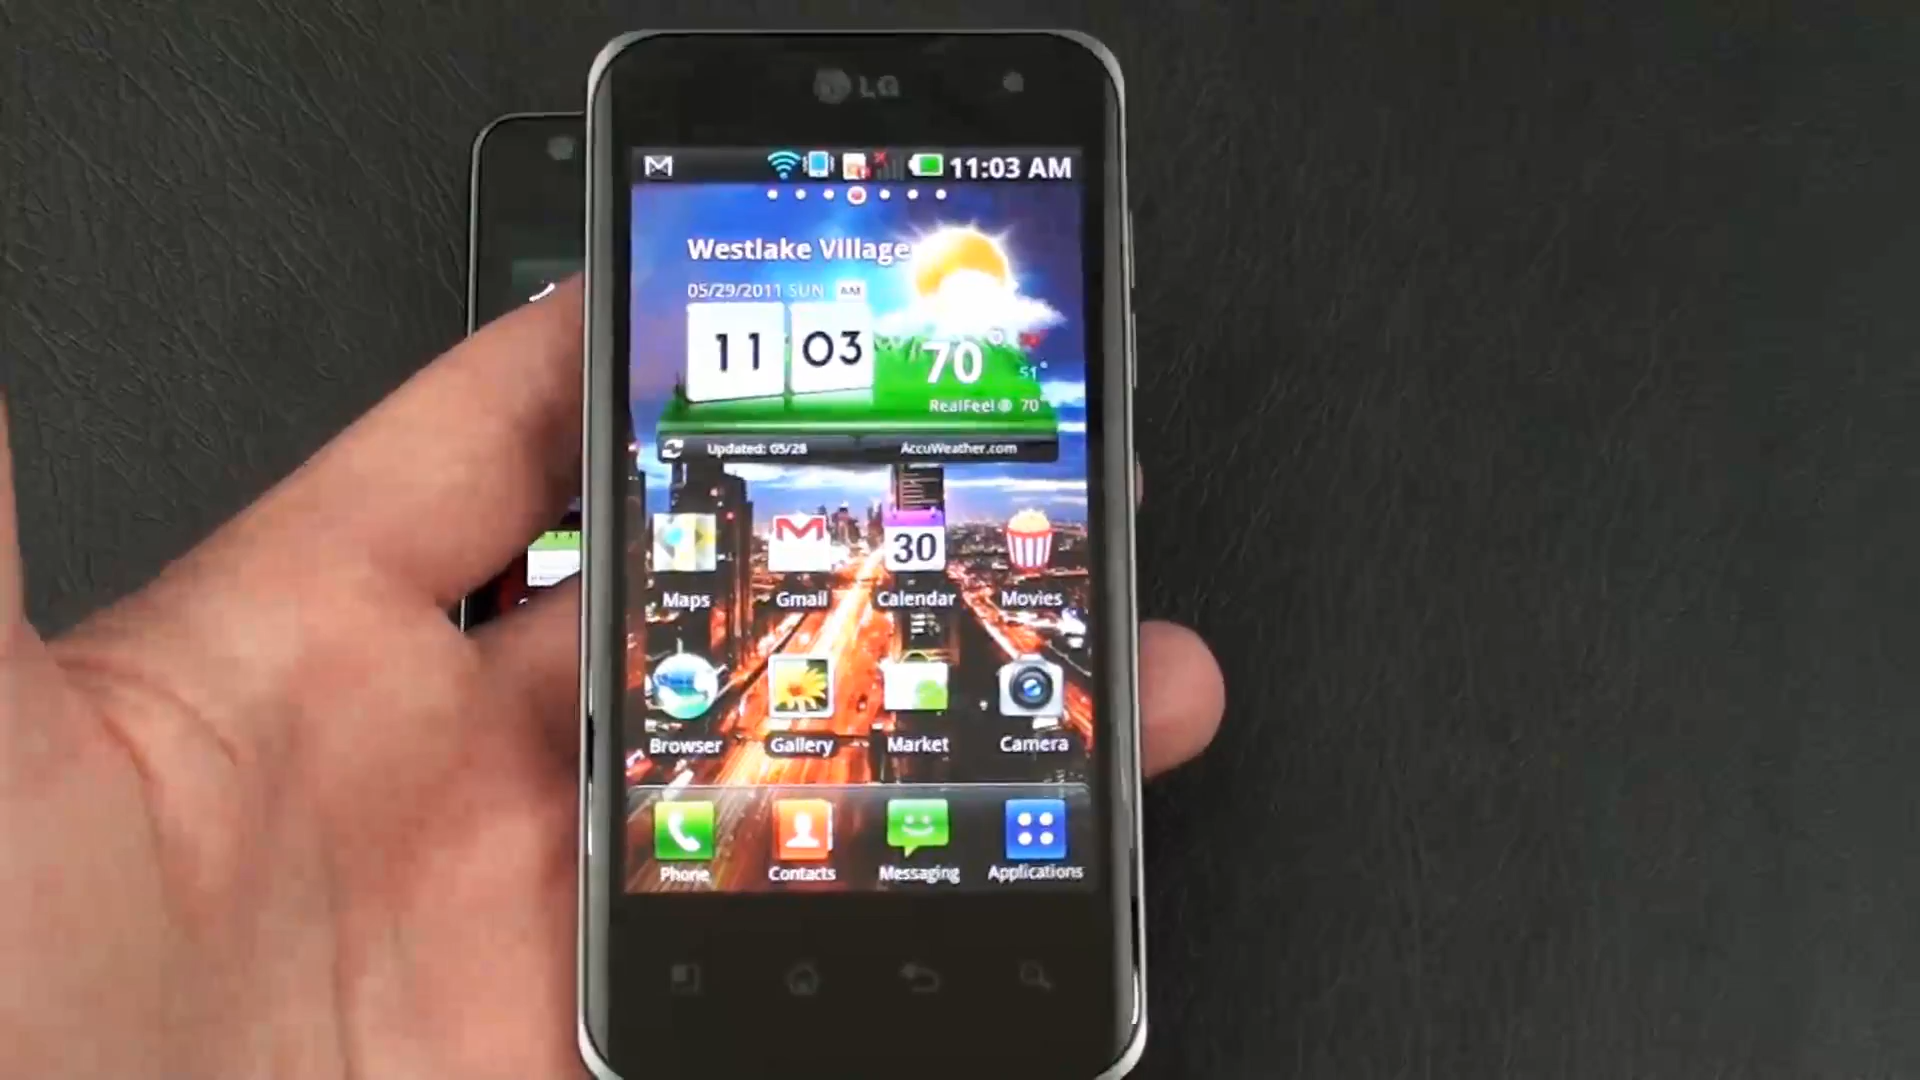 LG
11:03 AM
Westlake Village
05/29/2011 SUN AM
11 03
70°
51°
RealFeel® 70°
Updated: 05/28 AccuWeather.com
30
Maps Gmail Calendar Movies
Browser Gallery Market Camera
Phone Contacts Messaging Applications